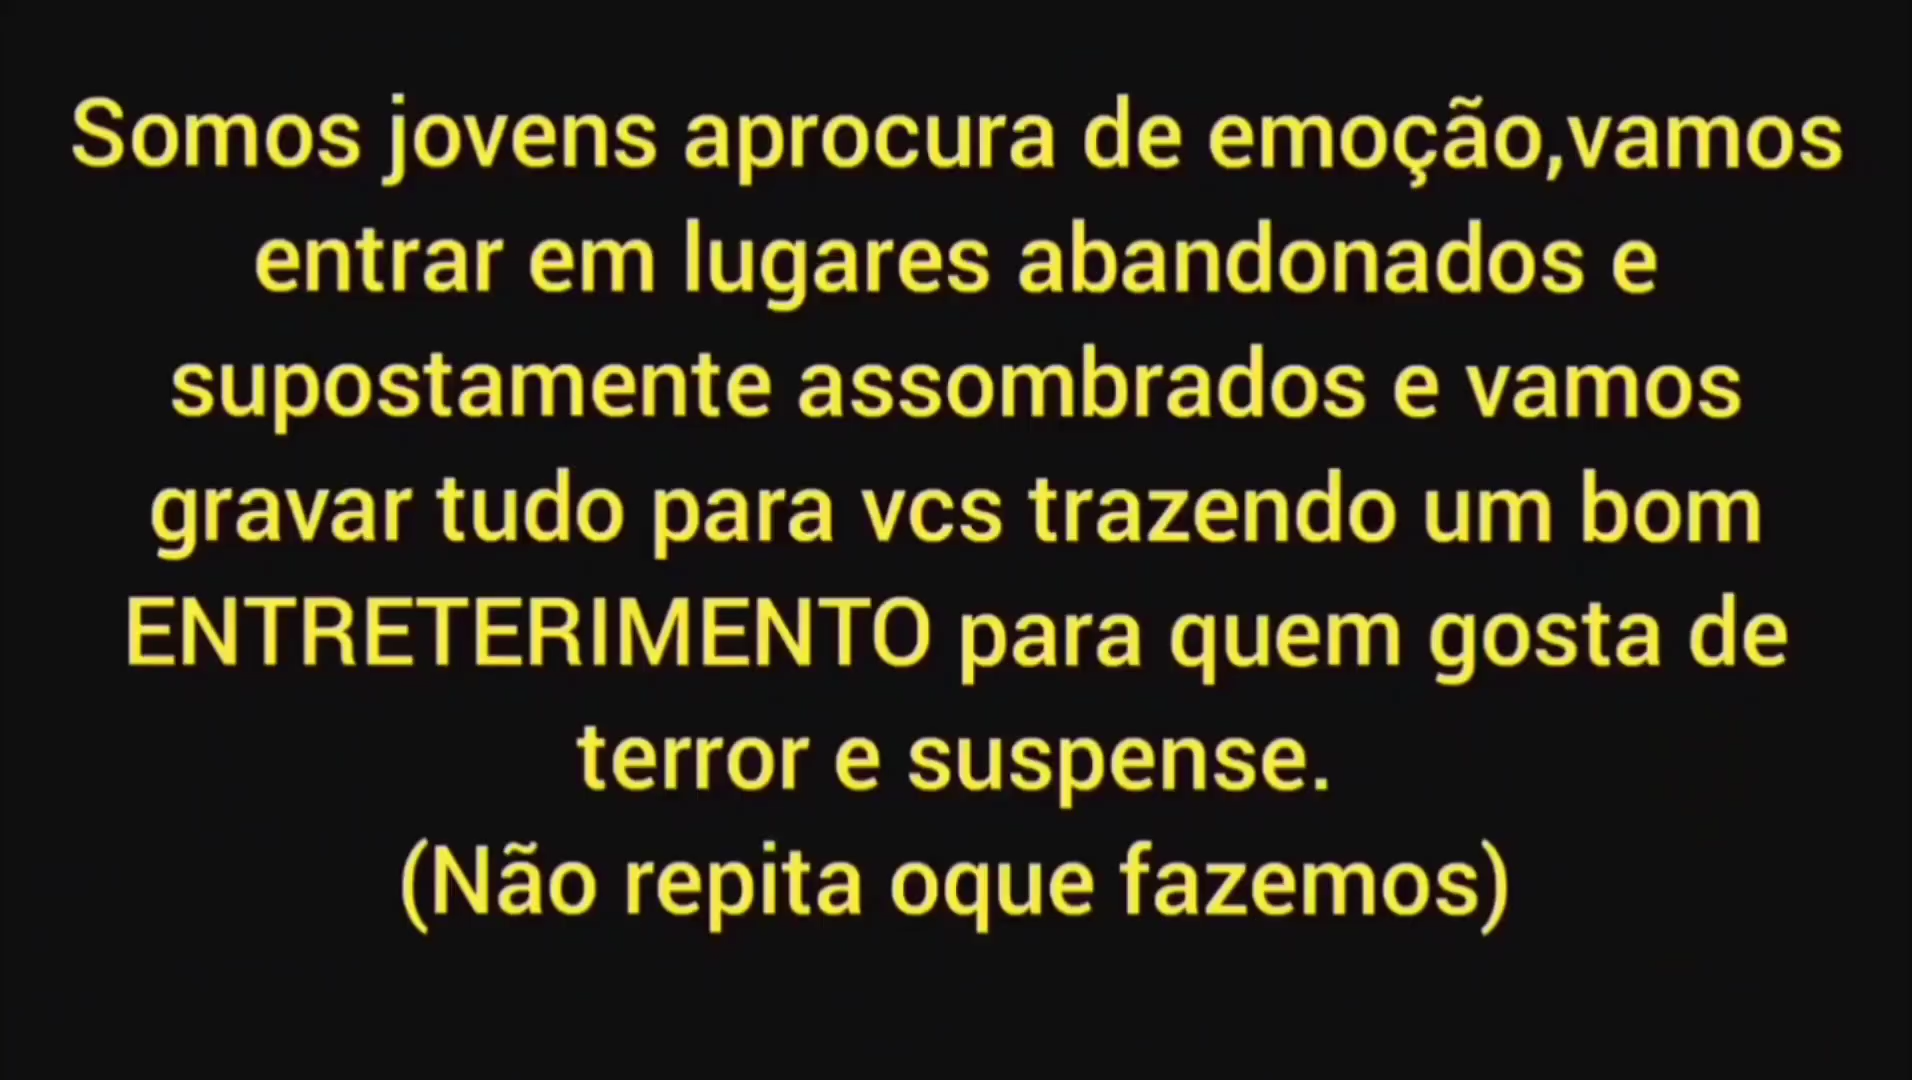 Somos jovens aprocura de emoção,vamos
entrar em lugares abandonados e
supostamente assombrados e vamos
gravar tudo para vcs trazendo um bom
ENTRETERIMENTO para quem gosta de
terror e suspense.
(Não repita oque fazemos)